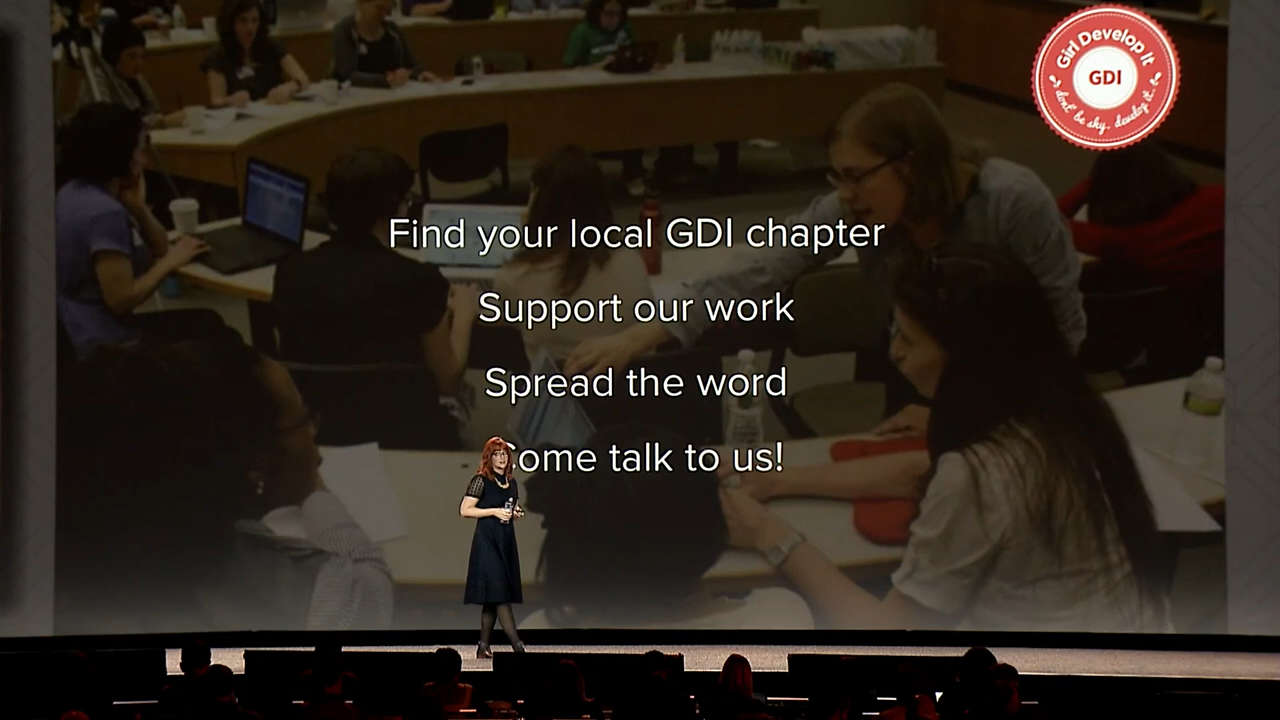 Girl Develop It
GDI
don't be shy. develop it.
Find your local GDI chapter
Support our work
Spread the word
Come talk to us!